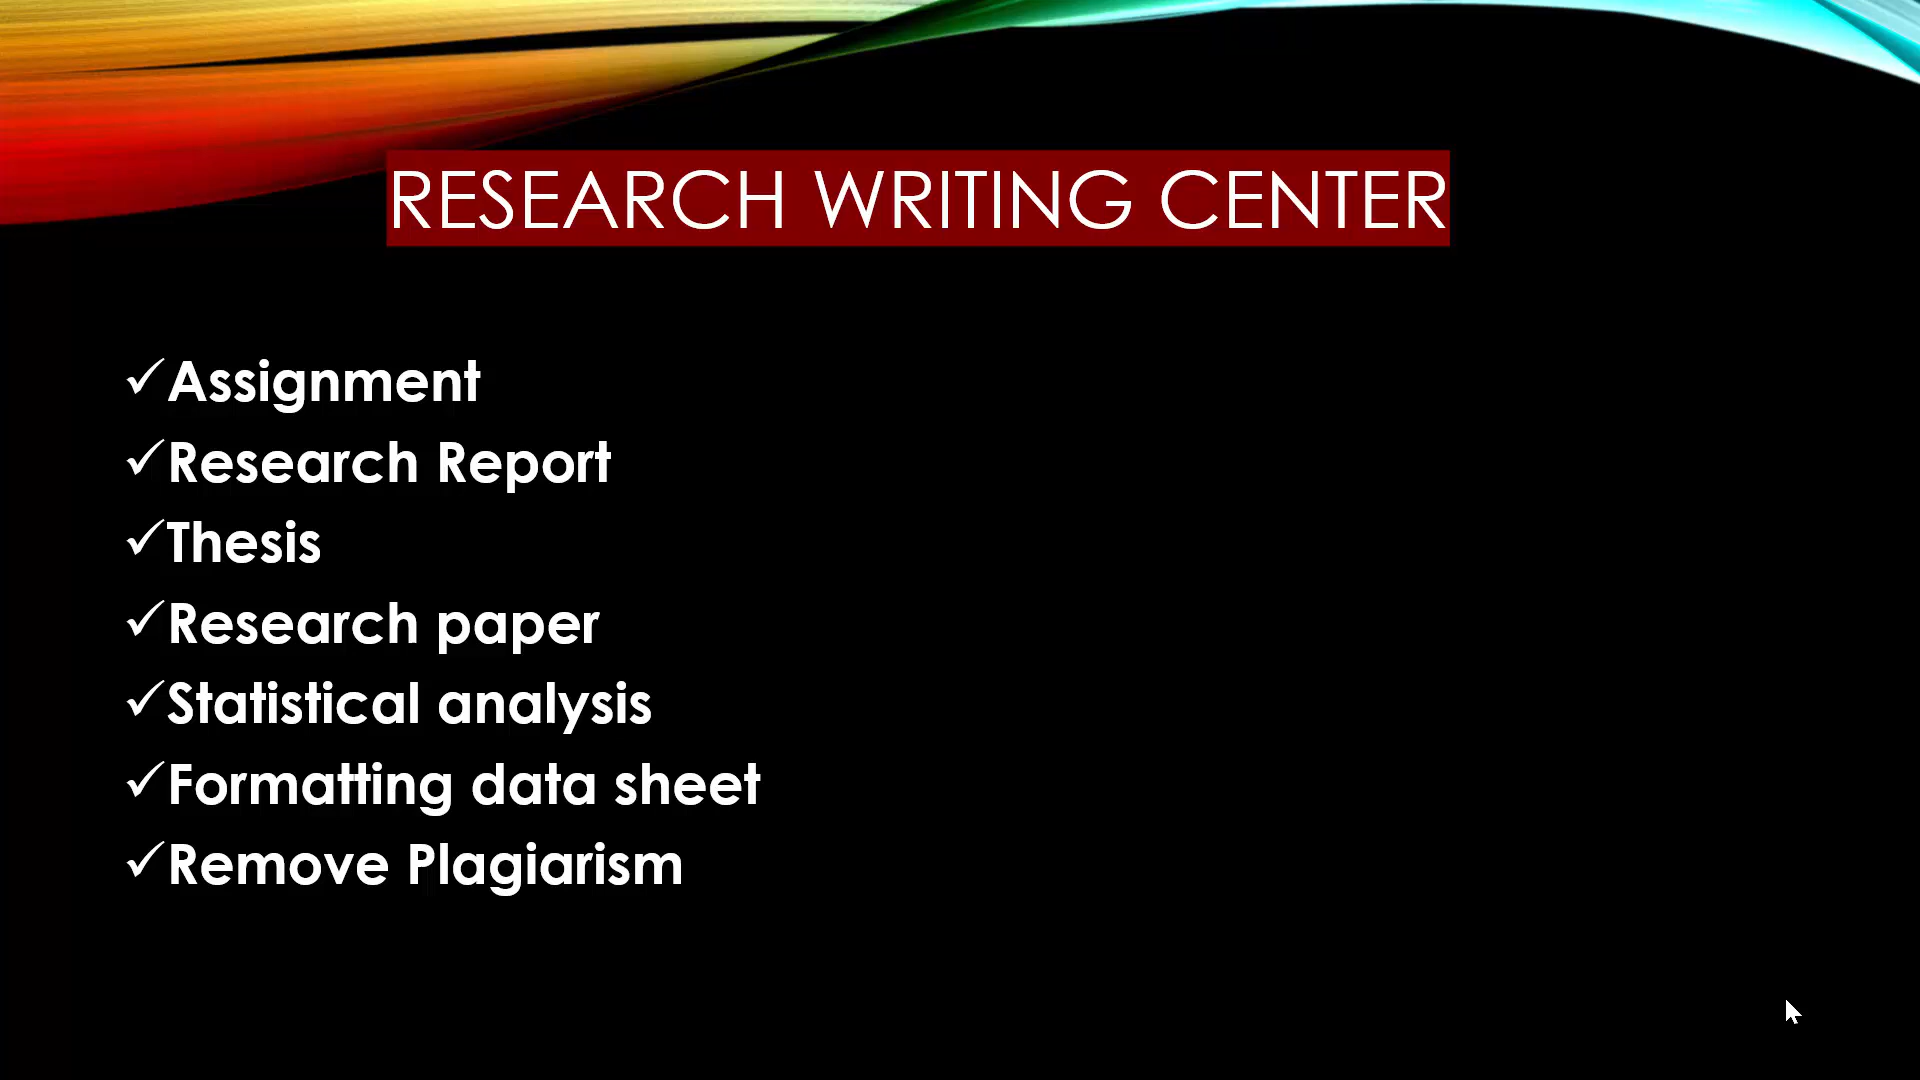 RESEARCH WRITING CENTER
✓Assignment
✓Research Report
✓Thesis
✓Research paper
✓Statistical analysis
✓Formatting data sheet
✓Remove Plagiarism